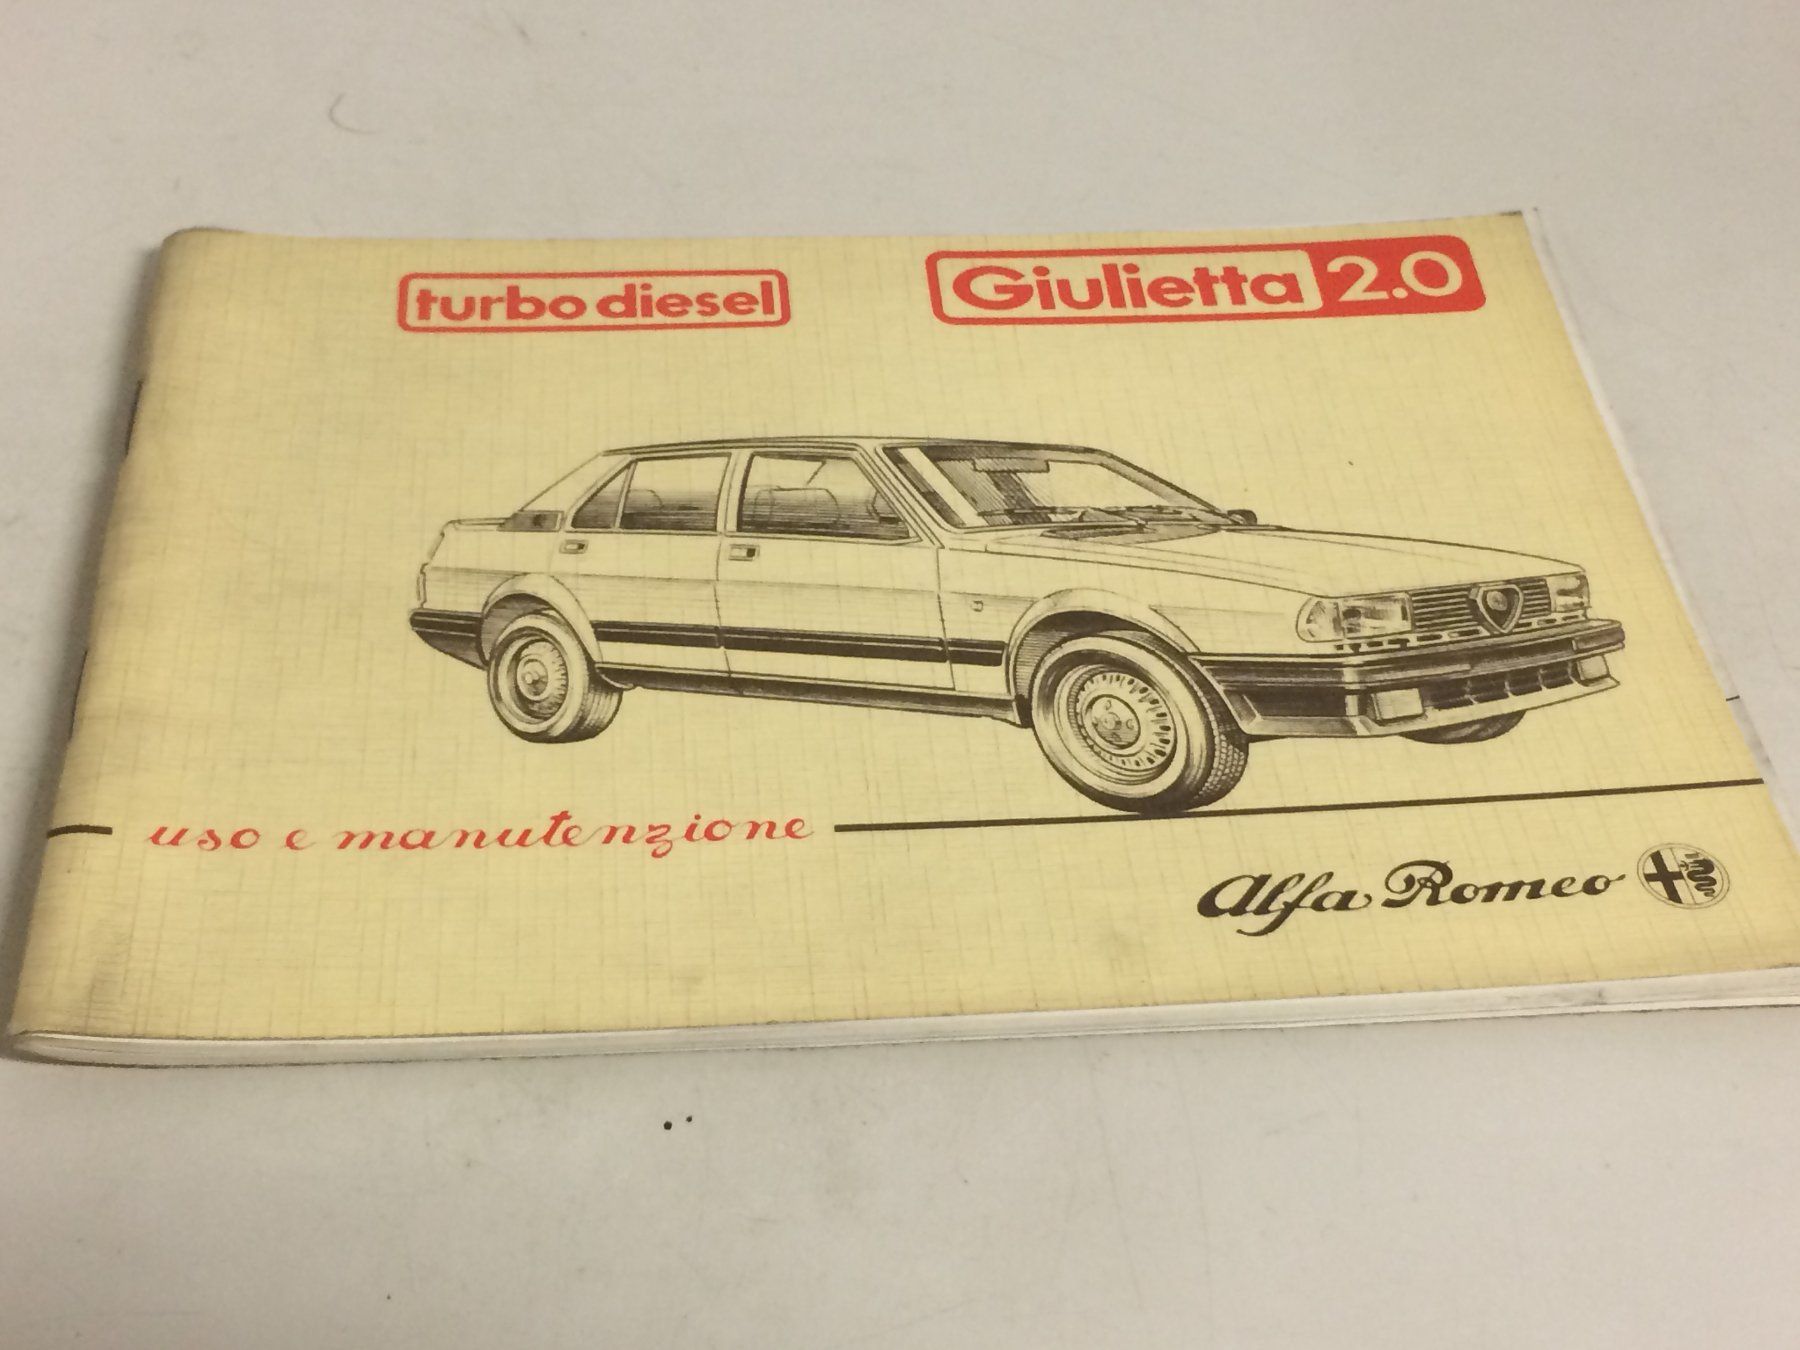 turbo diesel
Giulietta 2.0
uso e manutenzione
Alfa Romeo